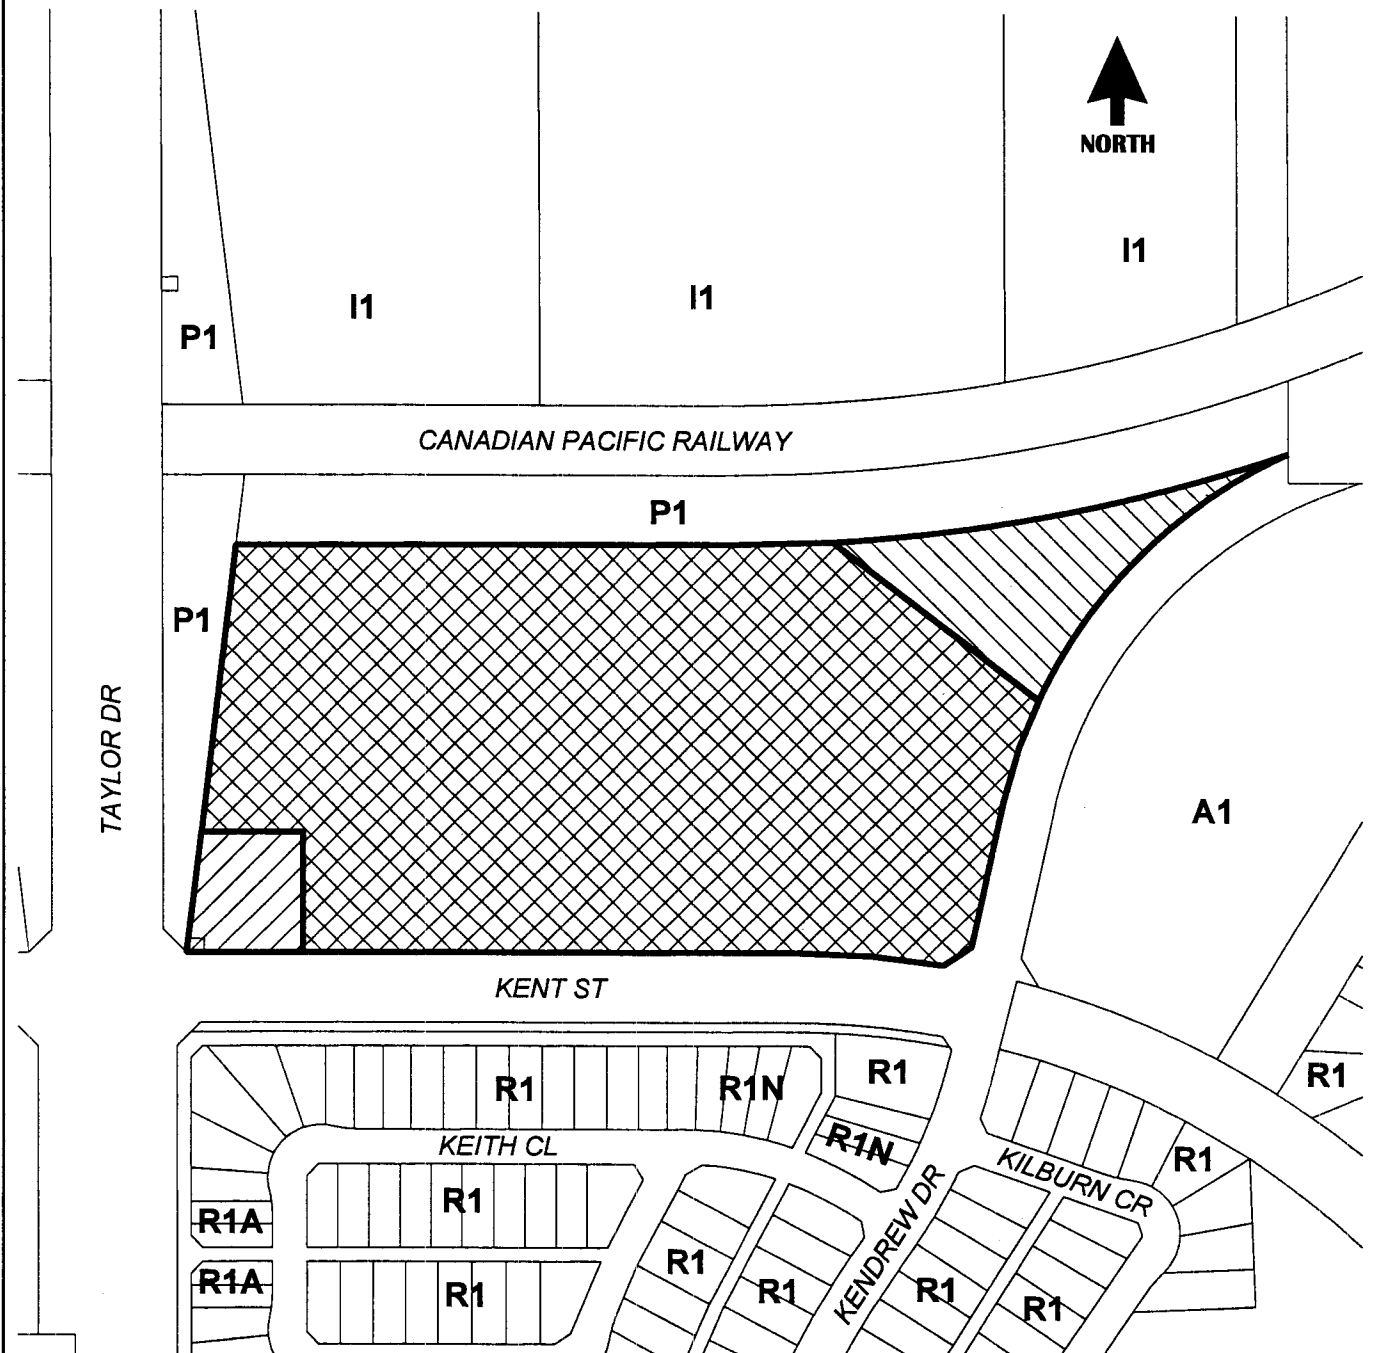 NORTH
I1
I1
I1
P1
CANADIAN PACIFIC RAILWAY
P1
P1
TAYLOR DR
A1
KENT ST
R1
R1N
R1
R1
KEITH CL
R1N
KILBURN CR
R1
R1
R1A
KENDREW DR
R1
R1A
R1
R1
R1
R1